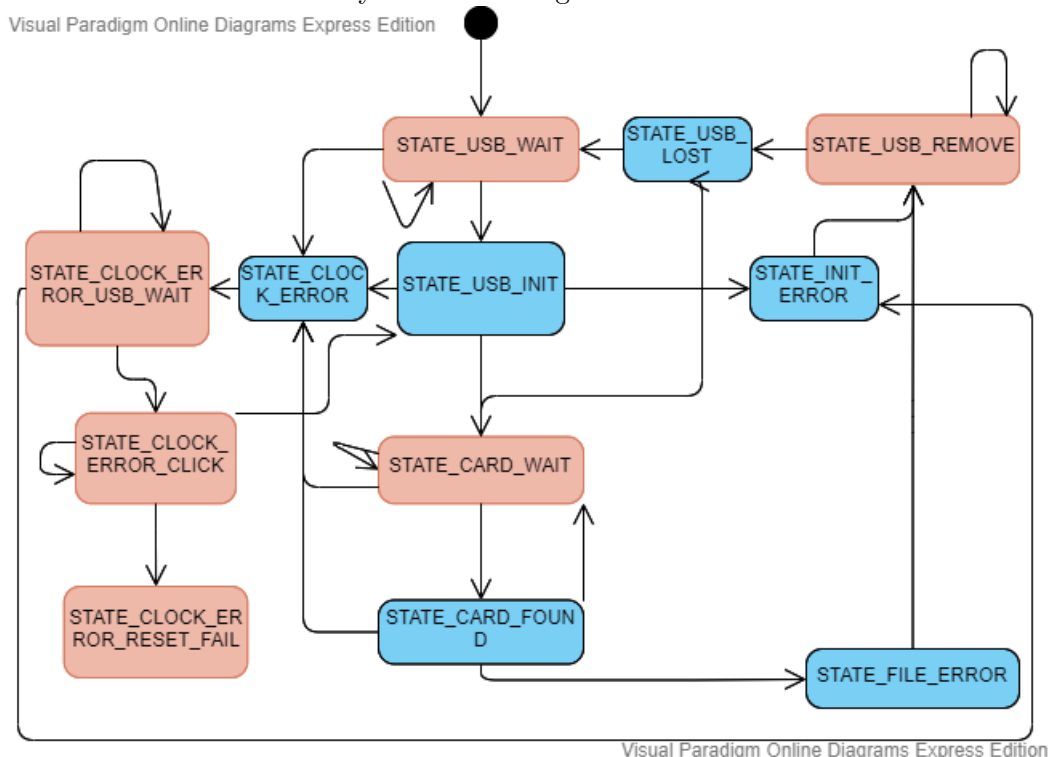 Visual Paradigm Online Diagrams Express Edition
STATE_USB_WAIT
STATE_USB_
LOST
STATE_USB_REMOVE
STATE_CLOCK_ER
ROR_USB_WAIT
STATE_CLOC
K_ERROR
STATE_USB_INIT
STATE_INIT_
ERROR
STATE_CLOCK_
ERROR_CLICK
STATE_CARD_WAIT
STATE_CLOCK_ER
ROR_RESET_FAIL
STATE_CARD_FOUN
D
STATE_FILE_ERROR
Visual Paradigm Online Diagrams Express Edition